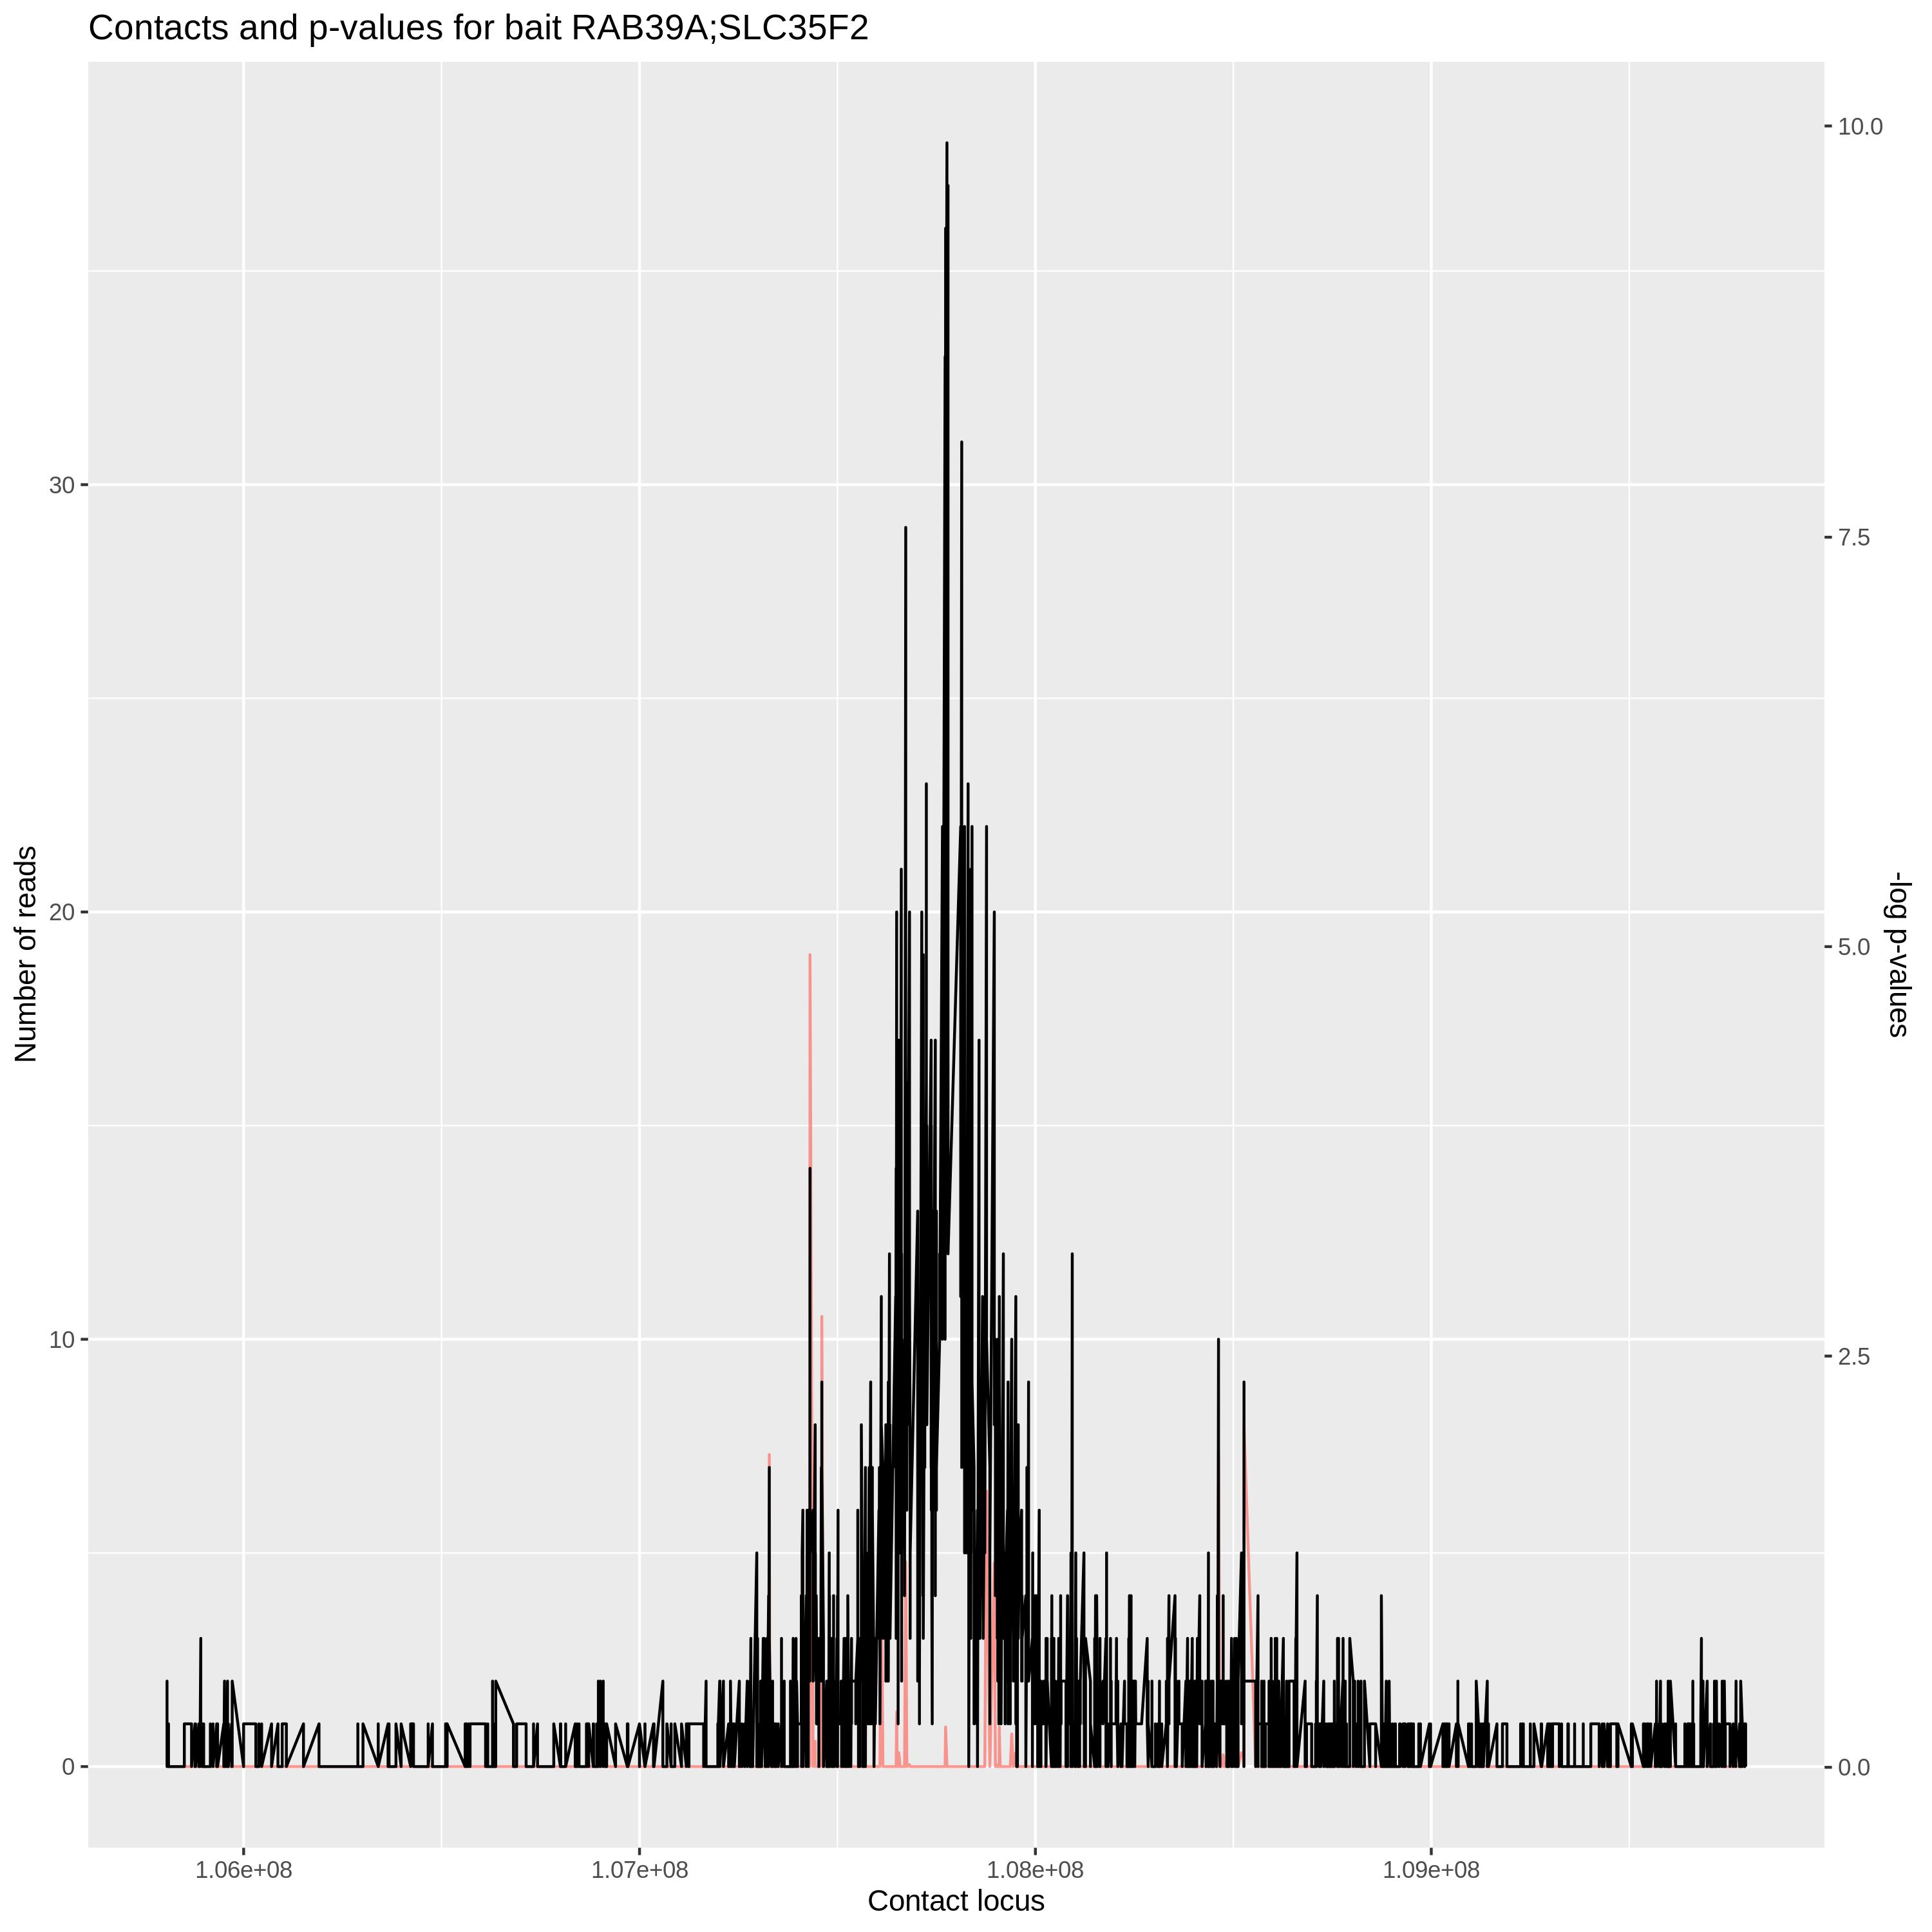 Contacts and p-values for bait RAB39A;SLC35F2
10.0
30
7.5
Number of reads
20
5.0
-log p-values
10
2.5
0
0.0
1.06e+08 1.07e+08 1.08e+08 1.09e+08
Contact locus